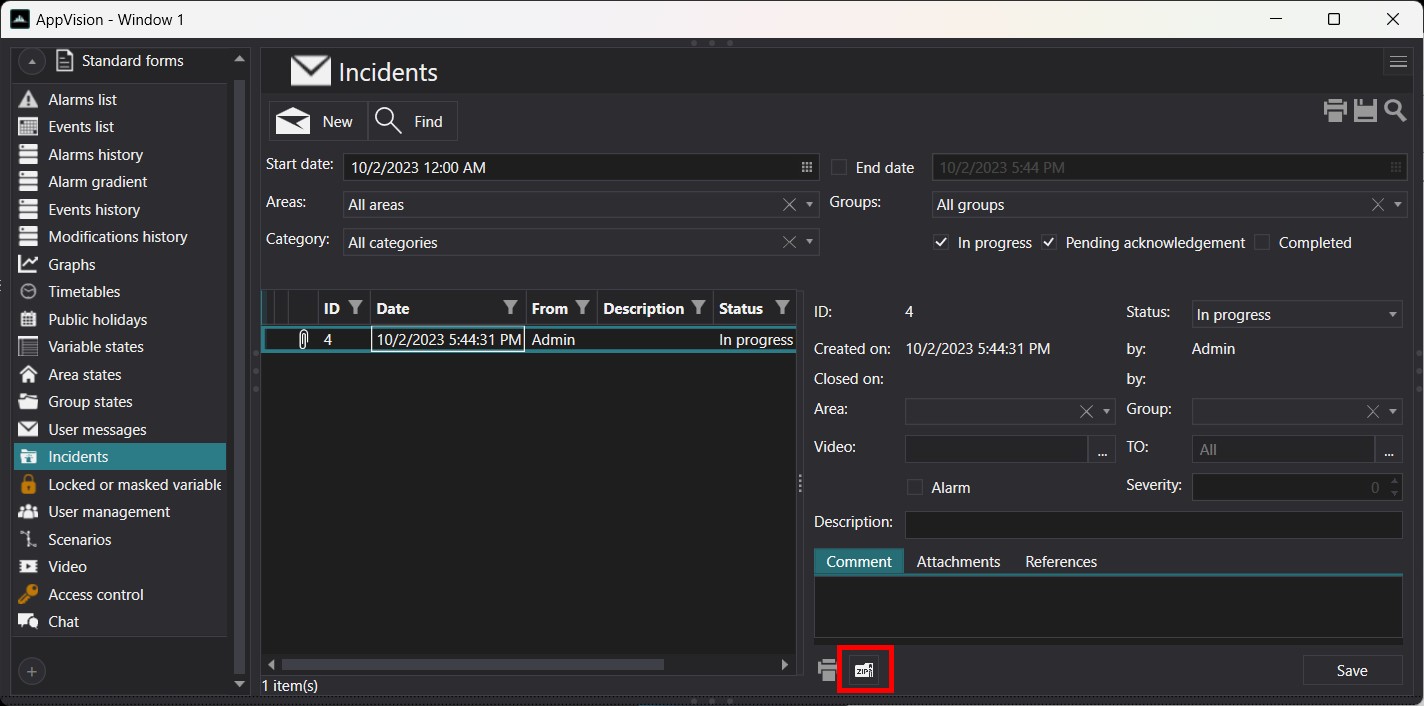 AppVision - Window 1
Standard forms
Alarms list
Events list
Alarms history
Alarm gradient
Events history
Modifications history
Graphs
Timetables
Public holidays
Variable states
Area states
Group states
User messages
Incidents
Locked or masked variable
User management
Scenarios
Video
Access control
Chat
Incidents
New Find
Start date: 10/2/2023 12:00 AM End date 10/2/2023 5:44 PM
Areas: All areas Groups: All groups
Category: All categories In progress Pending acknowledgement Completed
ID Date From Description Status
4 10/2/2023 5:44:31 PM Admin In progress
1 item(s)
ID: 4 Status: In progress
Created on: 10/2/2023 5:44:31 PM by: Admin
Closed on: by:
Area: Group:
Video: ... TO: All ...
Alarm Severity: 0
Description:
Comment Attachments References
ZIP Save